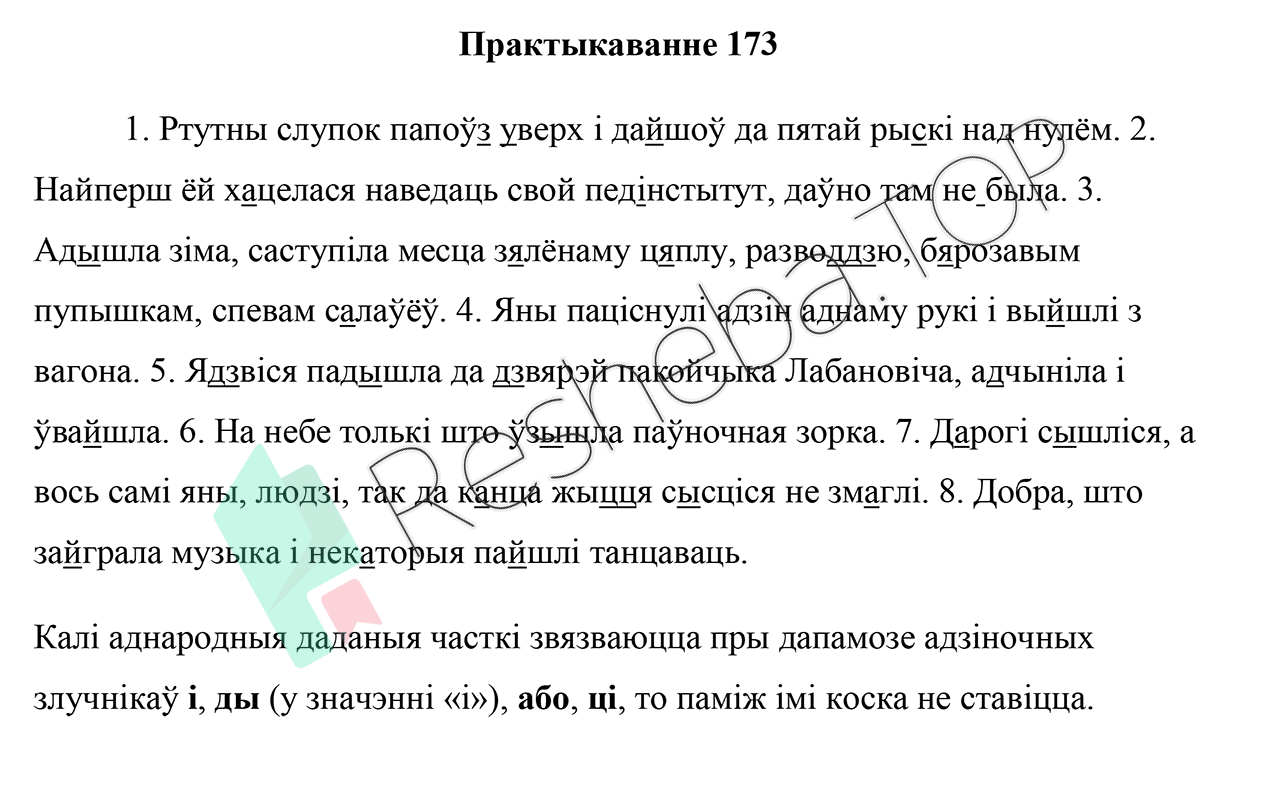 Практыкаванне 173
1. Ртутны слупок папоўз уверх і дайшоў да пятай рыскі над нулём. 2.
Найперш ёй хацелася наведаць свой педінстытут, даўно там не была. 3.
Адышла зіма, саступіла месца зялёнаму цяплу, разводдзю, бярозавым
пупышкам, спевам салаўёў. 4. Яны паціснулі адзін аднаму рукі і выйшлі з
вагона. 5. Ядзвіся падышла да дзвярэй пакойчыка Лабановіча, адчыніла і
ўвайшла. 6. На небе толькі што ўзышла паўночная зорка. 7. Дарогі сышліся, а
вось самі яны, людзі, так да канца жыцця сысціся не змаглі. 8. Добра, што
зайграла музыка і некаторыя пайшлі танцаваць.
Калі аднародныя даданыя часткі звязваюцца пры дапамозе адзіночных
злучнікаў і, ды (у значэнні «і»), або, ці, то паміж імі коска не ставіцца.
Resheba.TOP